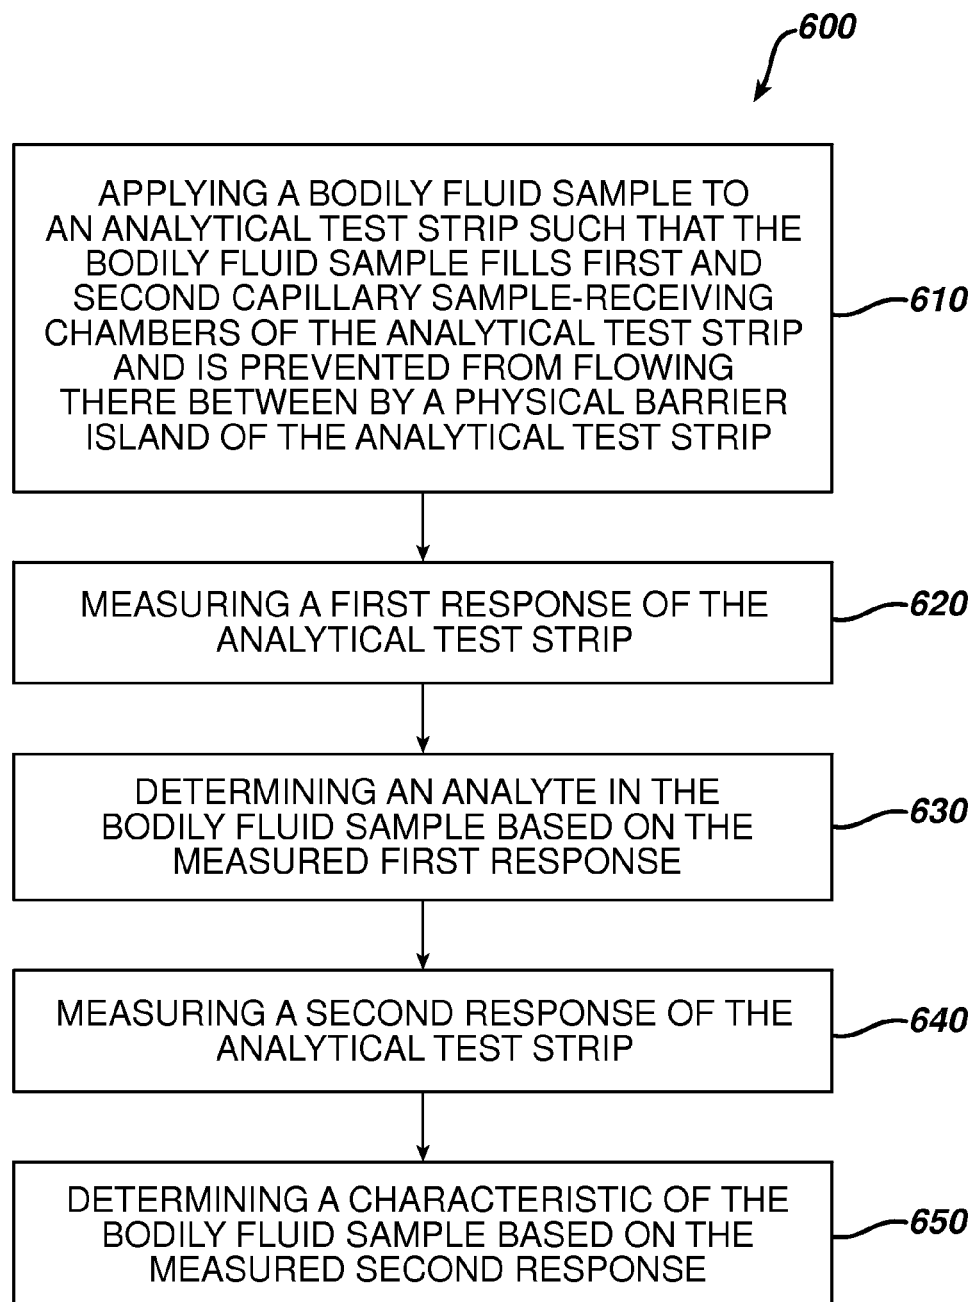 600
APPLYING A BODILY FLUID SAMPLE TO
AN ANALYTICAL TEST STRIP SUCH THAT THE
BODILY FLUID SAMPLE FILLS FIRST AND
SECOND CAPILLARY SAMPLE-RECEIVING
CHAMBERS OF THE ANALYTICAL TEST STRIP
AND IS PREVENTED FROM FLOWING
THERE BETWEEN BY A PHYSICAL BARRIER
ISLAND OF THE ANALYTICAL TEST STRIP
610
MEASURING A FIRST RESPONSE OF THE
ANALYTICAL TEST STRIP
620
DETERMINING AN ANALYTE IN THE
BODILY FLUID SAMPLE BASED ON THE
MEASURED FIRST RESPONSE
630
MEASURING A SECOND RESPONSE OF THE
ANALYTICAL TEST STRIP
640
DETERMINING A CHARACTERISTIC OF THE
BODILY FLUID SAMPLE BASED ON THE
MEASURED SECOND RESPONSE
650